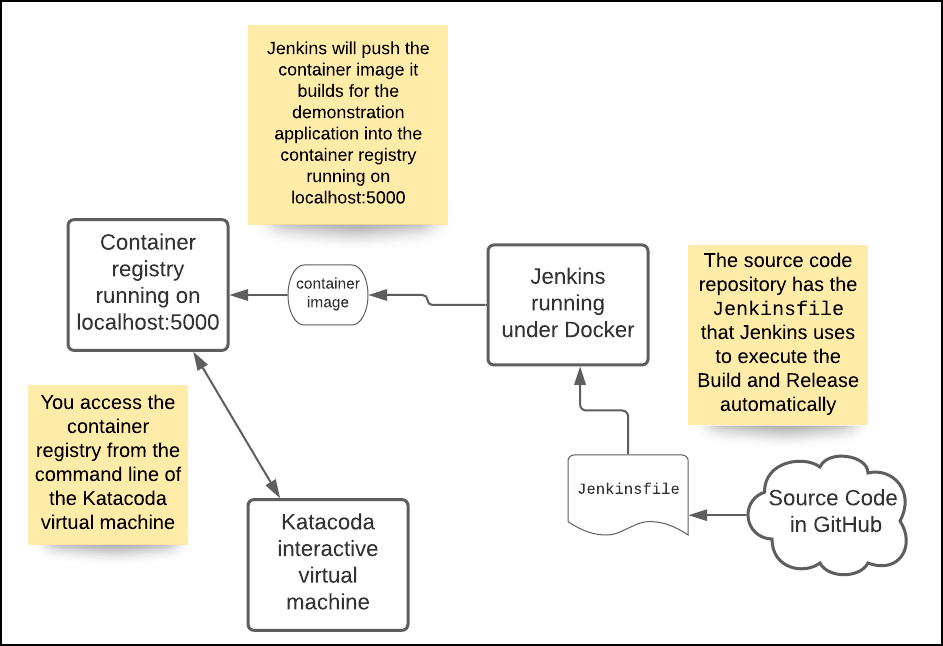 Jenkins will push the
container image it
builds for the
demonstration
application into the
container registry
running on
localhost:5000
Container
registry
running on
localhost:5000
container
image
Jenkins
running
under Docker
The source code
repository has the
Jenkinsfile
that Jenkins uses
to execute the
Build and Release
automatically
You access the
container
registry from the
command line of
the Katacoda
virtual machine
Jenkinsfile
Source Code
in GitHub
Katacoda
interactive
virtual
machine